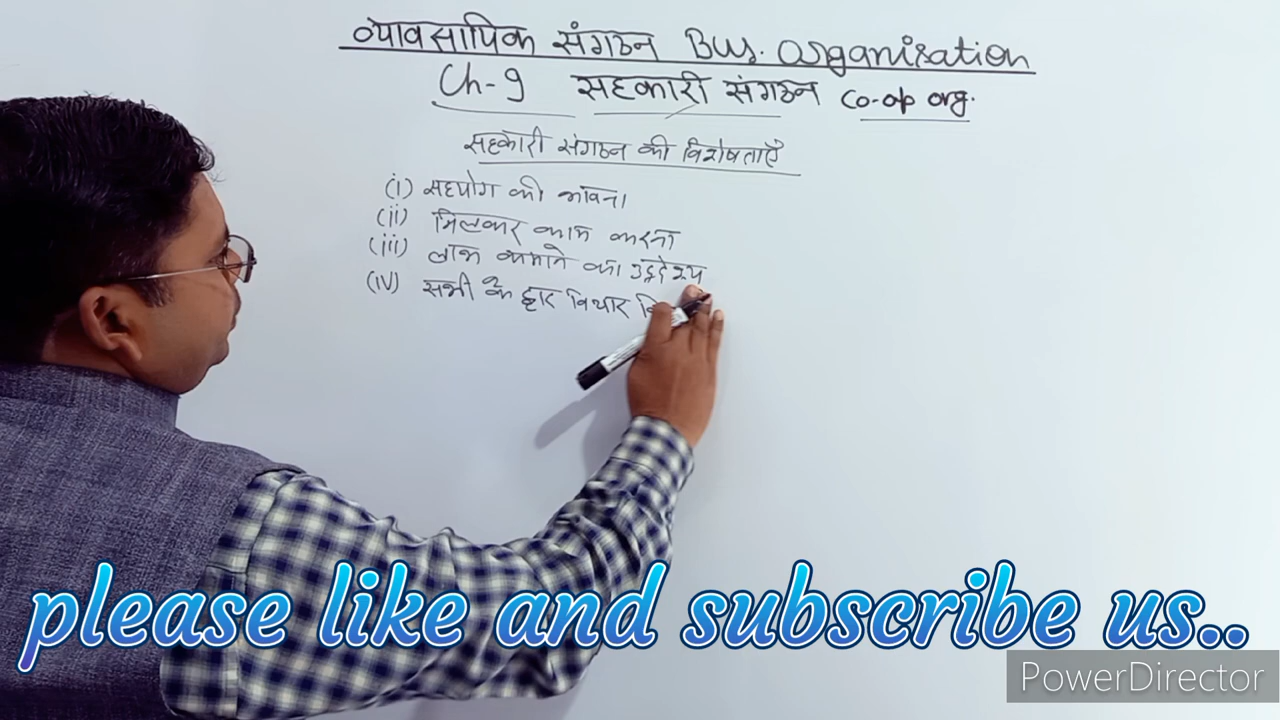 व्यावसायिक संगठन Bus. Organisation
Ch-9 सहकारी संगठन co-op org.
सहकारी संगठन की विशेषताएँ
(i) सहयोग की भावना
(ii) मिलकर काम करना
(iii) लाभ कमाने का उद्देश्य
(iv) सभी के द्वार विचार वि
please like and subscribe us..
PowerDirector